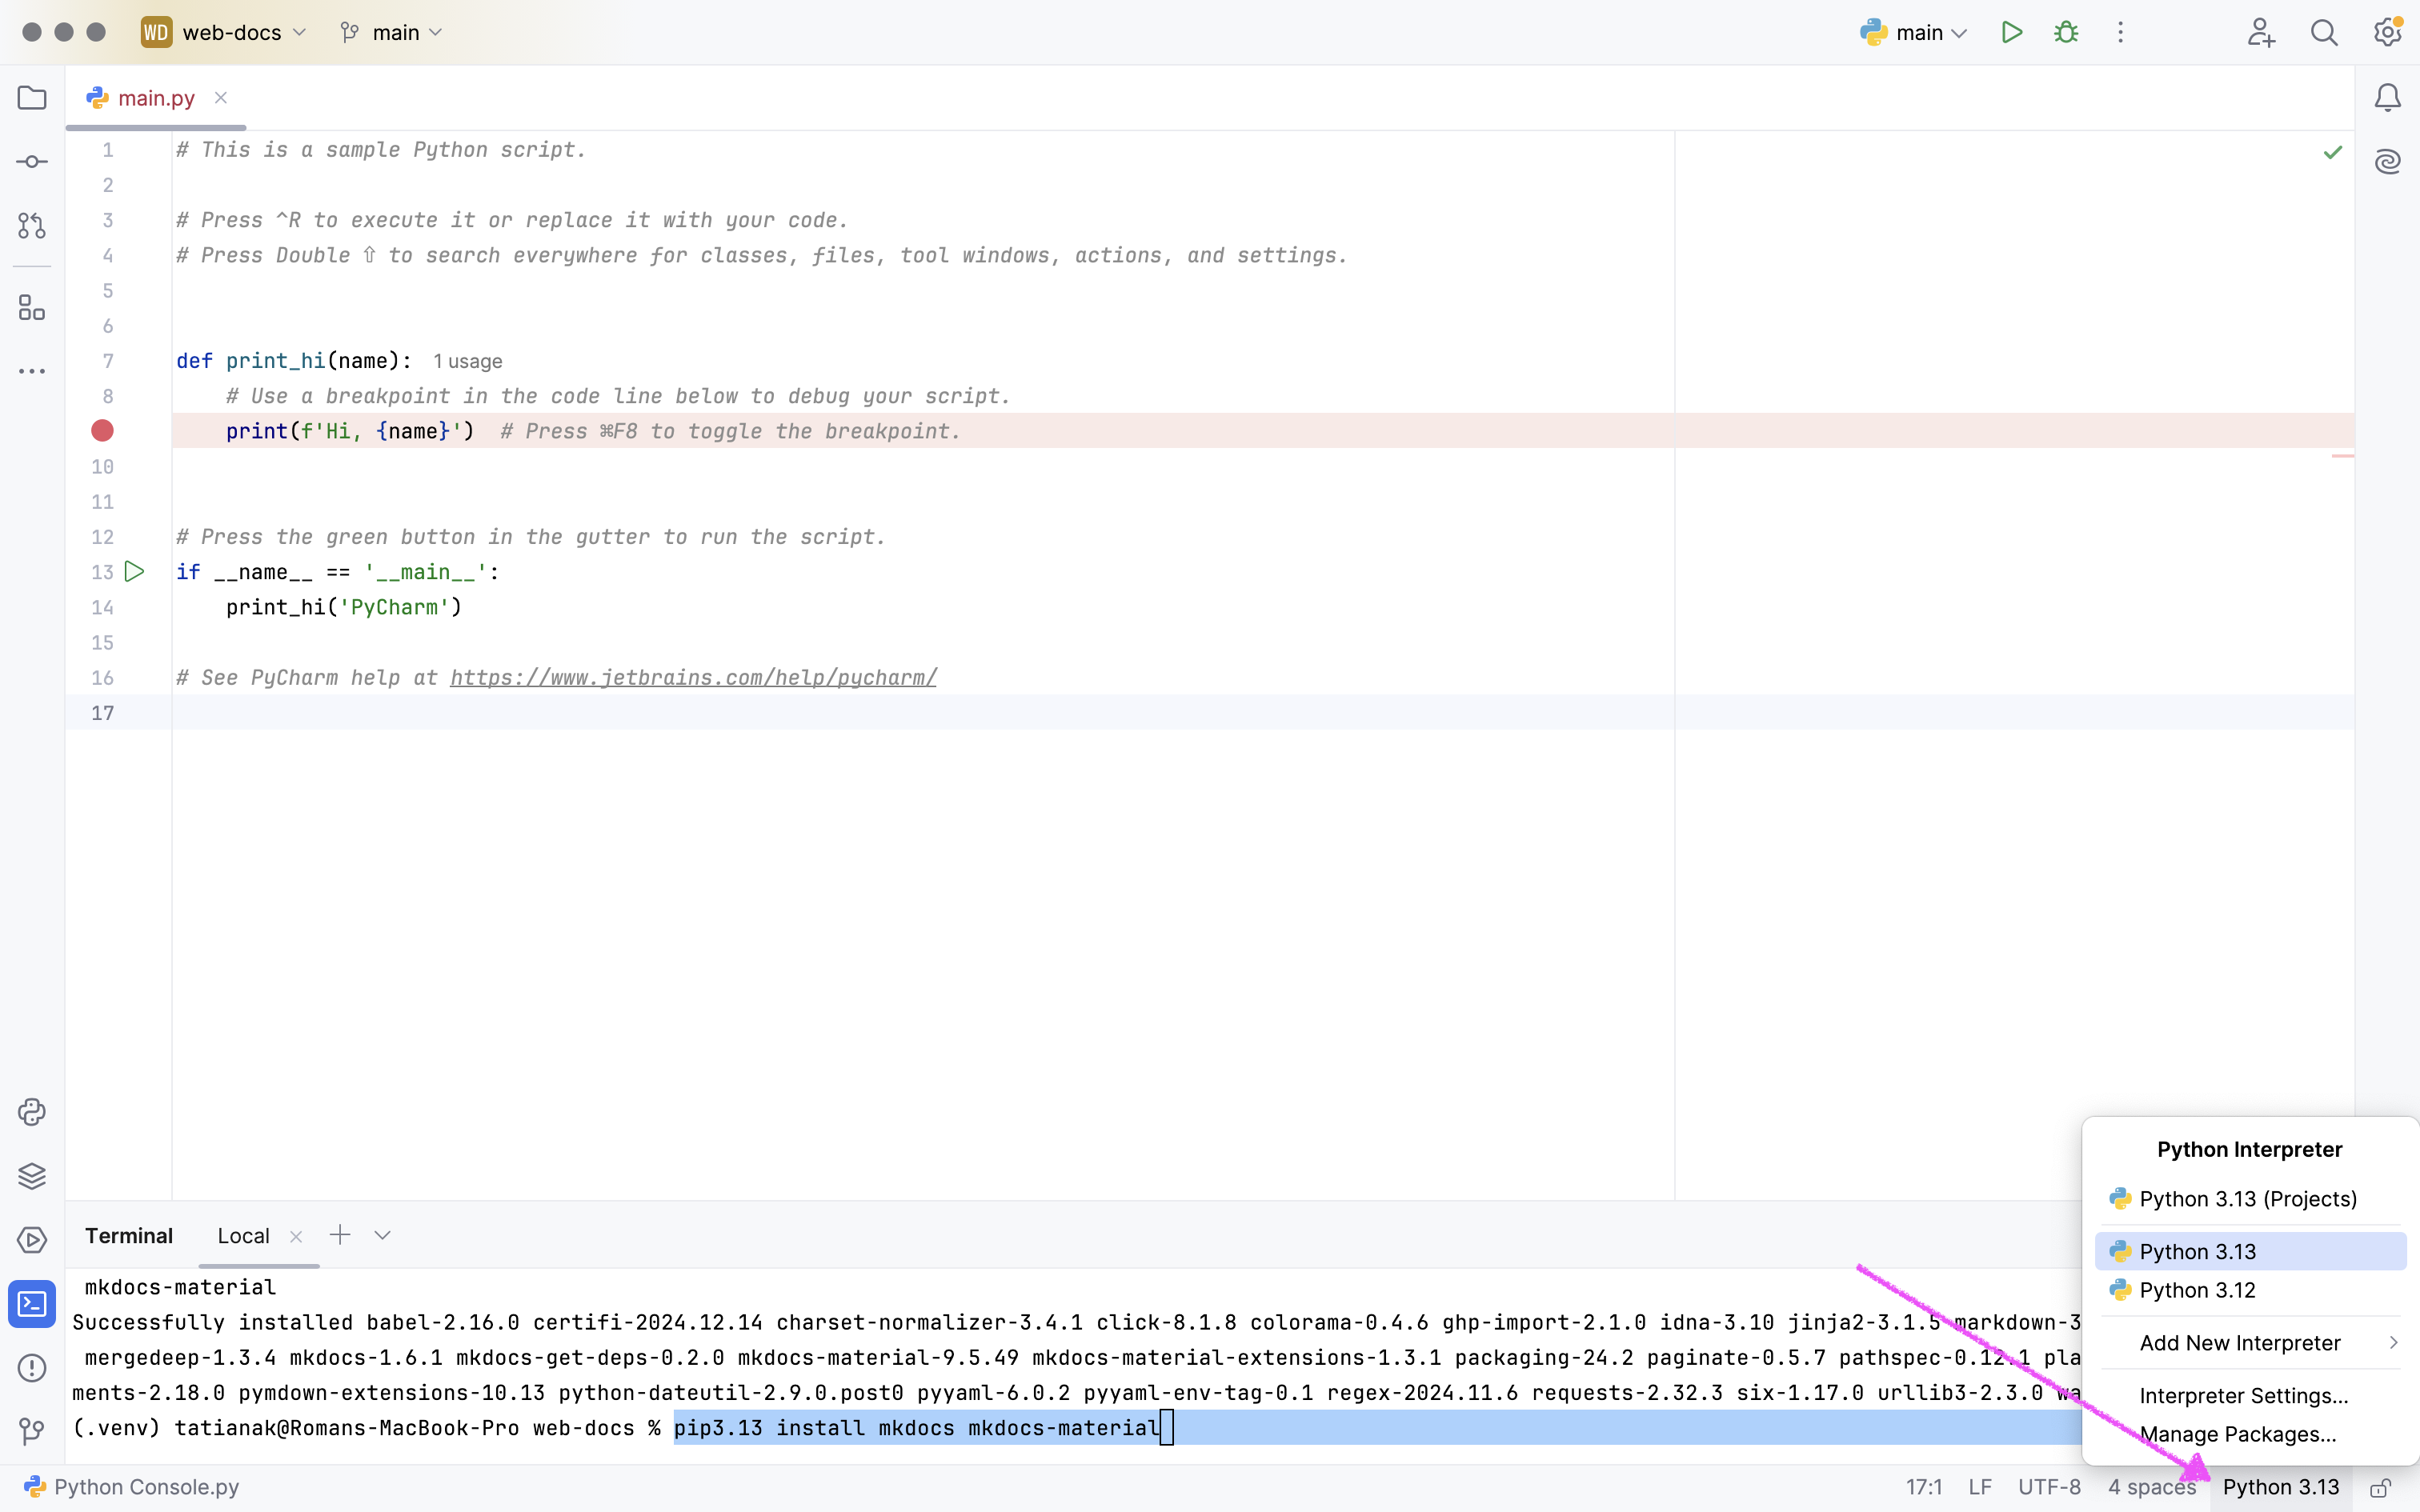 WD web-docs main main
main.py
1 # This is a sample Python script.
2
3 # Press ^R to execute it or replace it with your code.
4 # Press Double ⇧ to search everywhere for classes, files, tool windows, actions, and settings.
5
6
7 def print_hi(name): 1 usage
8 # Use a breakpoint in the code line below to debug your script.
print(f'Hi, {name}') # Press ⌘F8 to toggle the breakpoint.
10
11
12 # Press the green button in the gutter to run the script.
13 if __name__ == '__main__':
14 print_hi('PyCharm')
15
16 # See PyCharm help at https://www.jetbrains.com/help/pycharm/
17
Terminal Local
mkdocs-material
Successfully installed babel-2.16.0 certifi-2024.12.14 charset-normalizer-3.4.1 click-8.1.8 colorama-0.4.6 ghp-import-2.1.0 idna-3.10 jinja2-3.1.5 markdown-3
mergedeep-1.3.4 mkdocs-1.6.1 mkdocs-get-deps-0.2.0 mkdocs-material-9.5.49 mkdocs-material-extensions-1.3.1 packaging-24.2 paginate-0.5.7 pathspec-0.12.1 pla
ments-2.18.0 pymdown-extensions-10.13 python-dateutil-2.9.0.post0 pyyaml-6.0.2 pyyaml-env-tag-0.1 regex-2024.11.6 requests-2.32.3 six-1.17.0 urllib3-2.3.0 wa
(.venv) tatianak@Romans-MacBook-Pro web-docs % pip3.13 install mkdocs mkdocs-material
Python Interpreter
Python 3.13 (Projects)
Python 3.13
Python 3.12
Add New Interpreter
Interpreter Settings...
Manage Packages...
Python Console.py 17:1 LF UTF-8 4 spaces Python 3.13